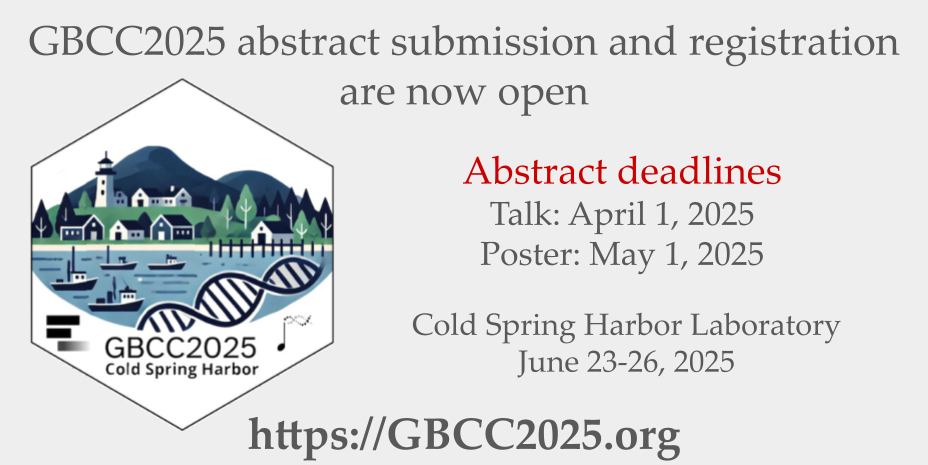 GBCC2025 abstract submission and registration
are now open
Abstract deadlines
Talk: April 1, 2025
Poster: May 1, 2025
Cold Spring Harbor Laboratory
June 23-26, 2025
GBCC2025
Cold Spring Harbor
https://GBCC2025.org